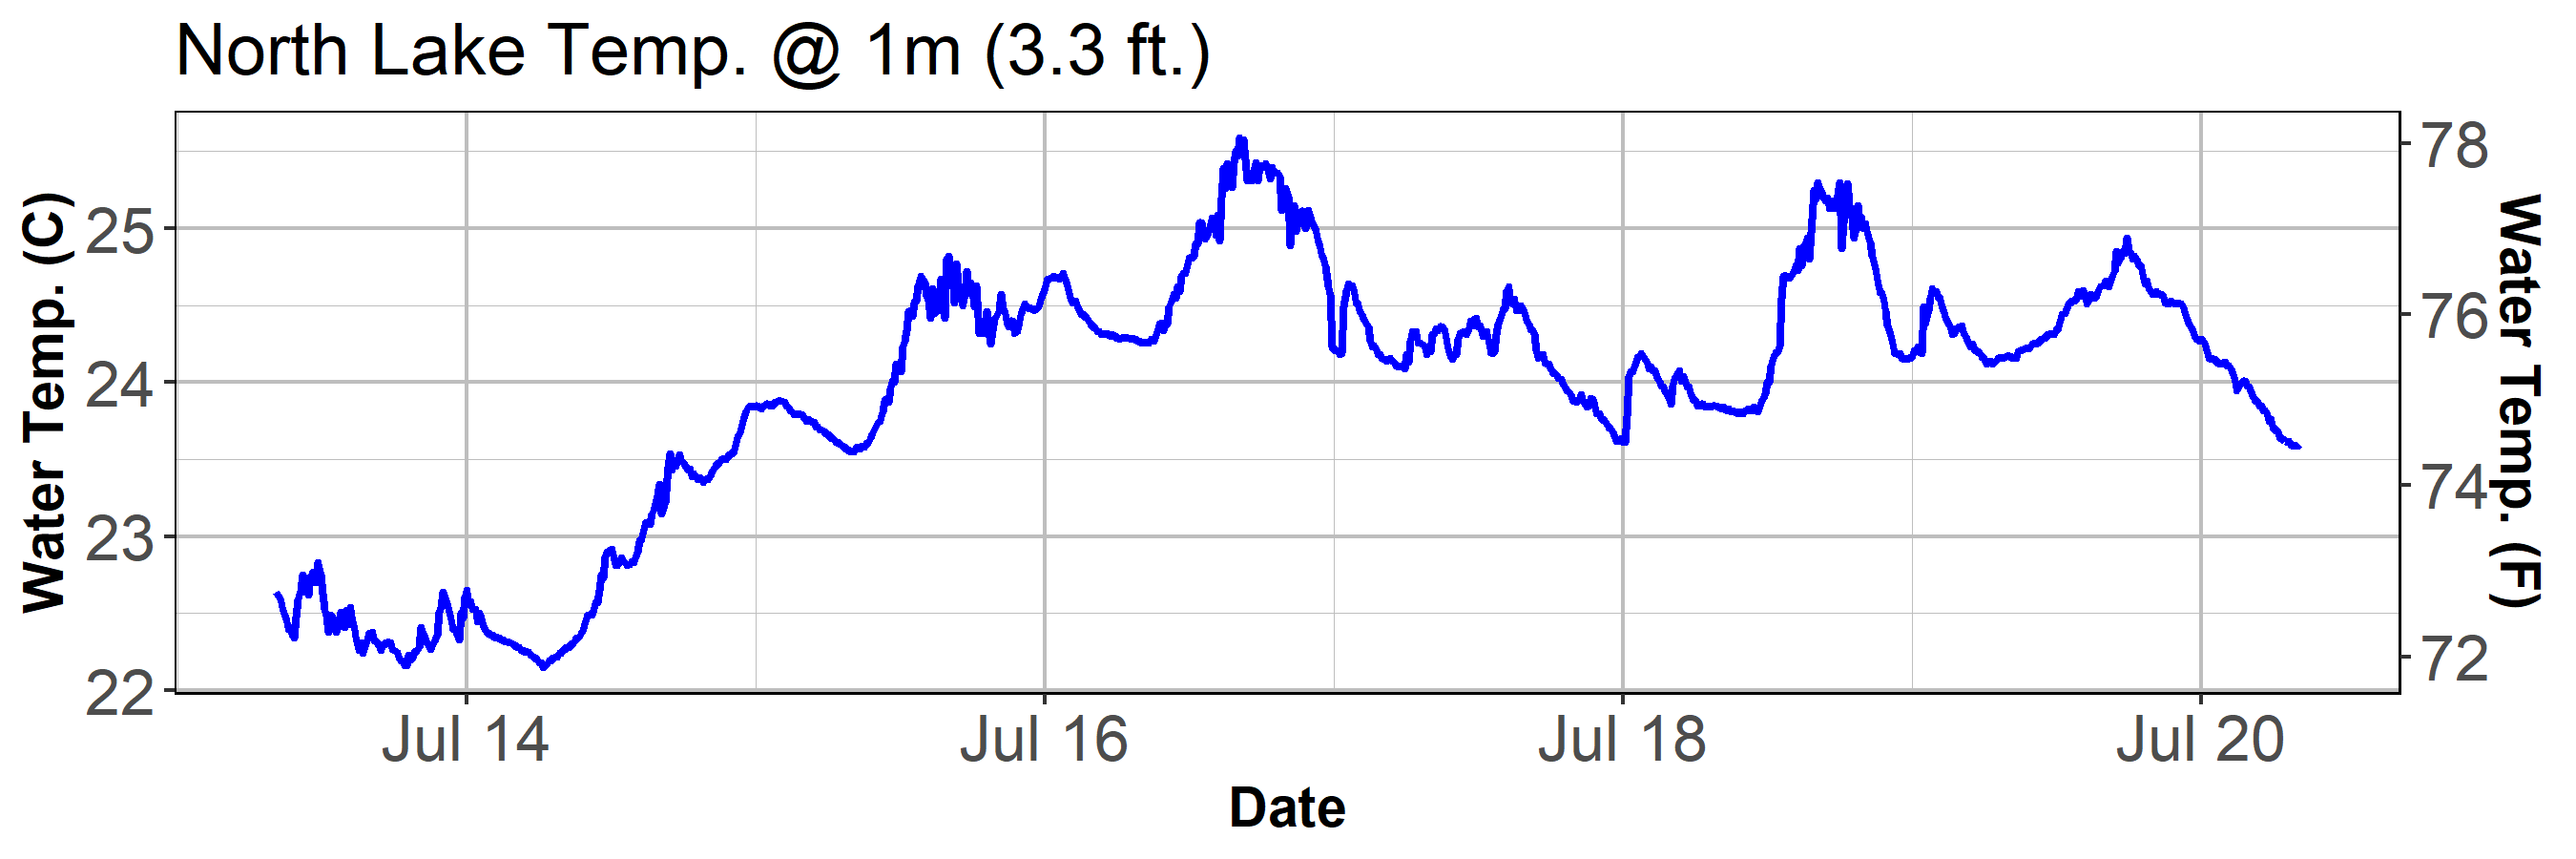 North Lake Temp. @ 1m (3.3 ft.)
Water Temp. (C)
25
24
23
22
78
76
74
72
Water Temp. (F)
Jul 14 Jul 16 Jul 18 Jul 20
Date